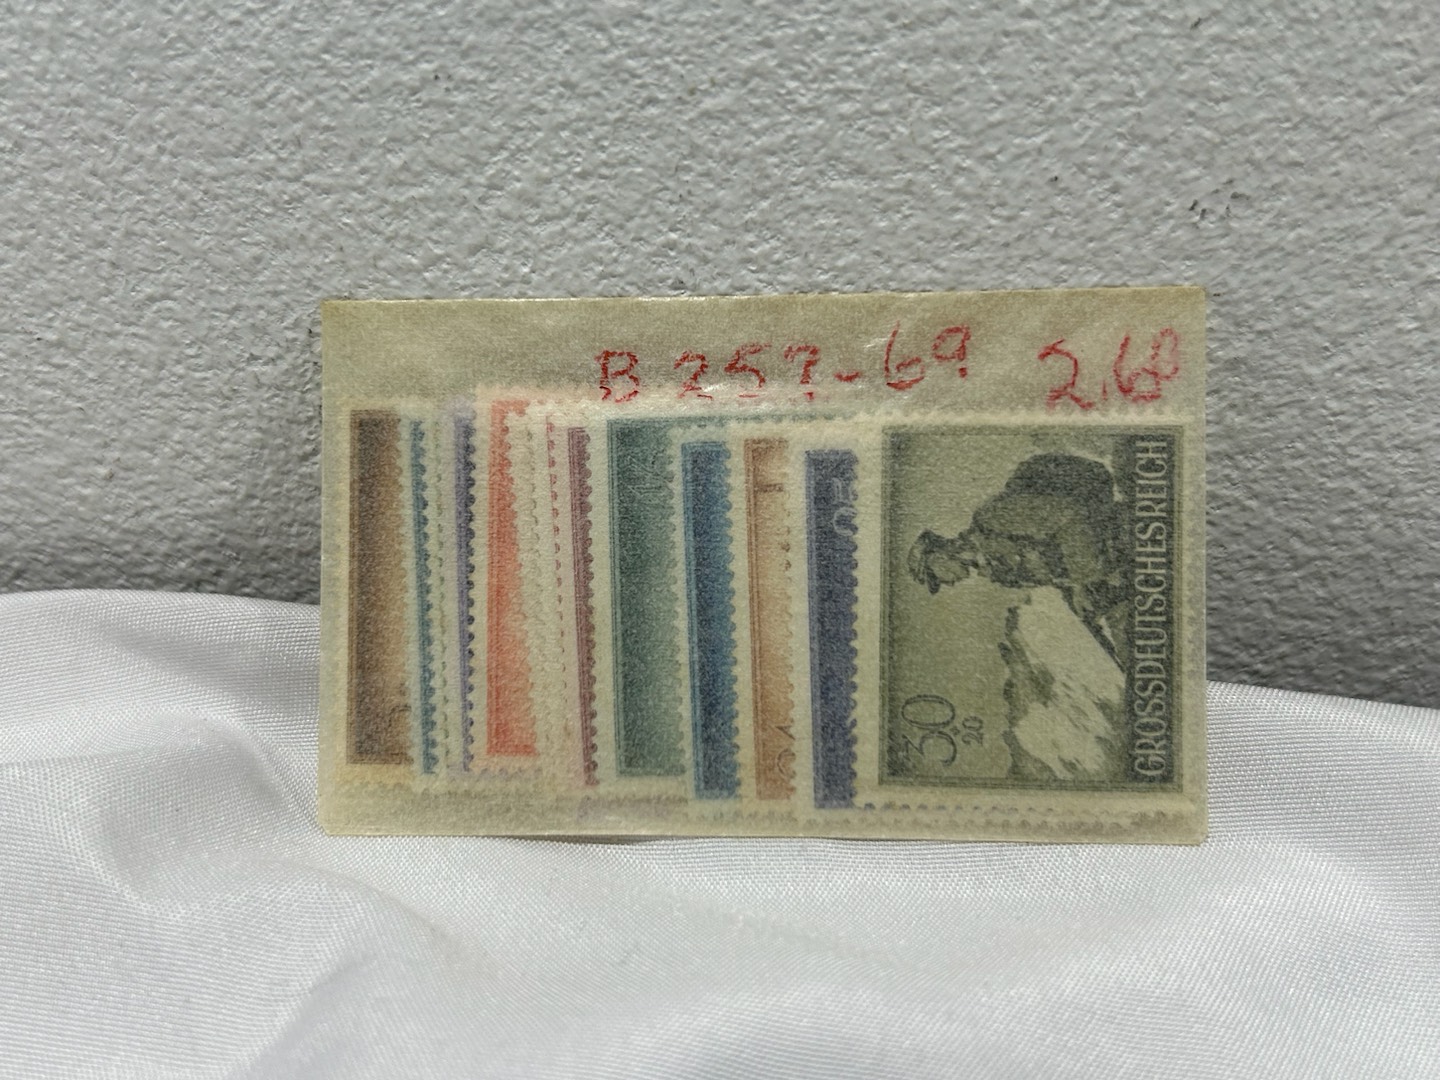 B 257-69 2.60
GROSSDEUTSCHES REICH
30
20